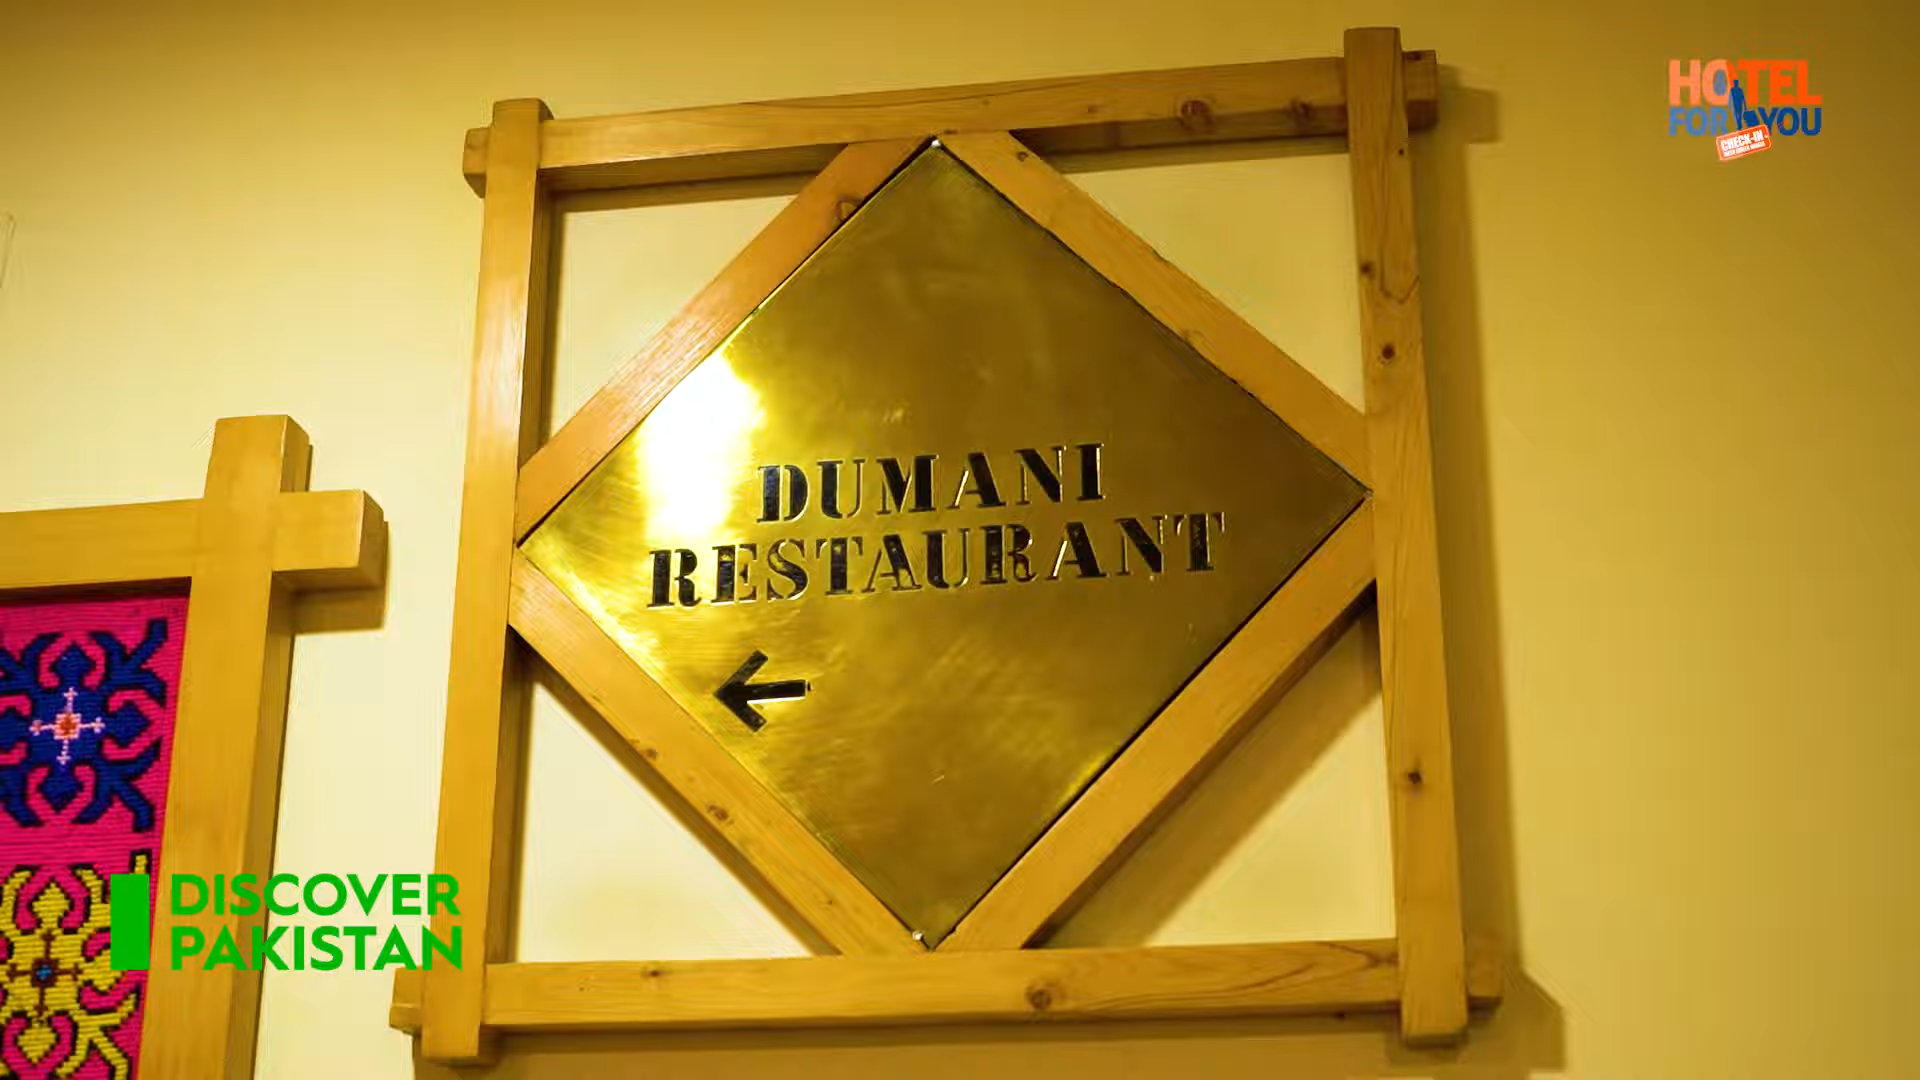 HOTEL
FOR YOU
CHECK-IN
DUMANI
RESTAURANT
DISCOVER
PAKISTAN